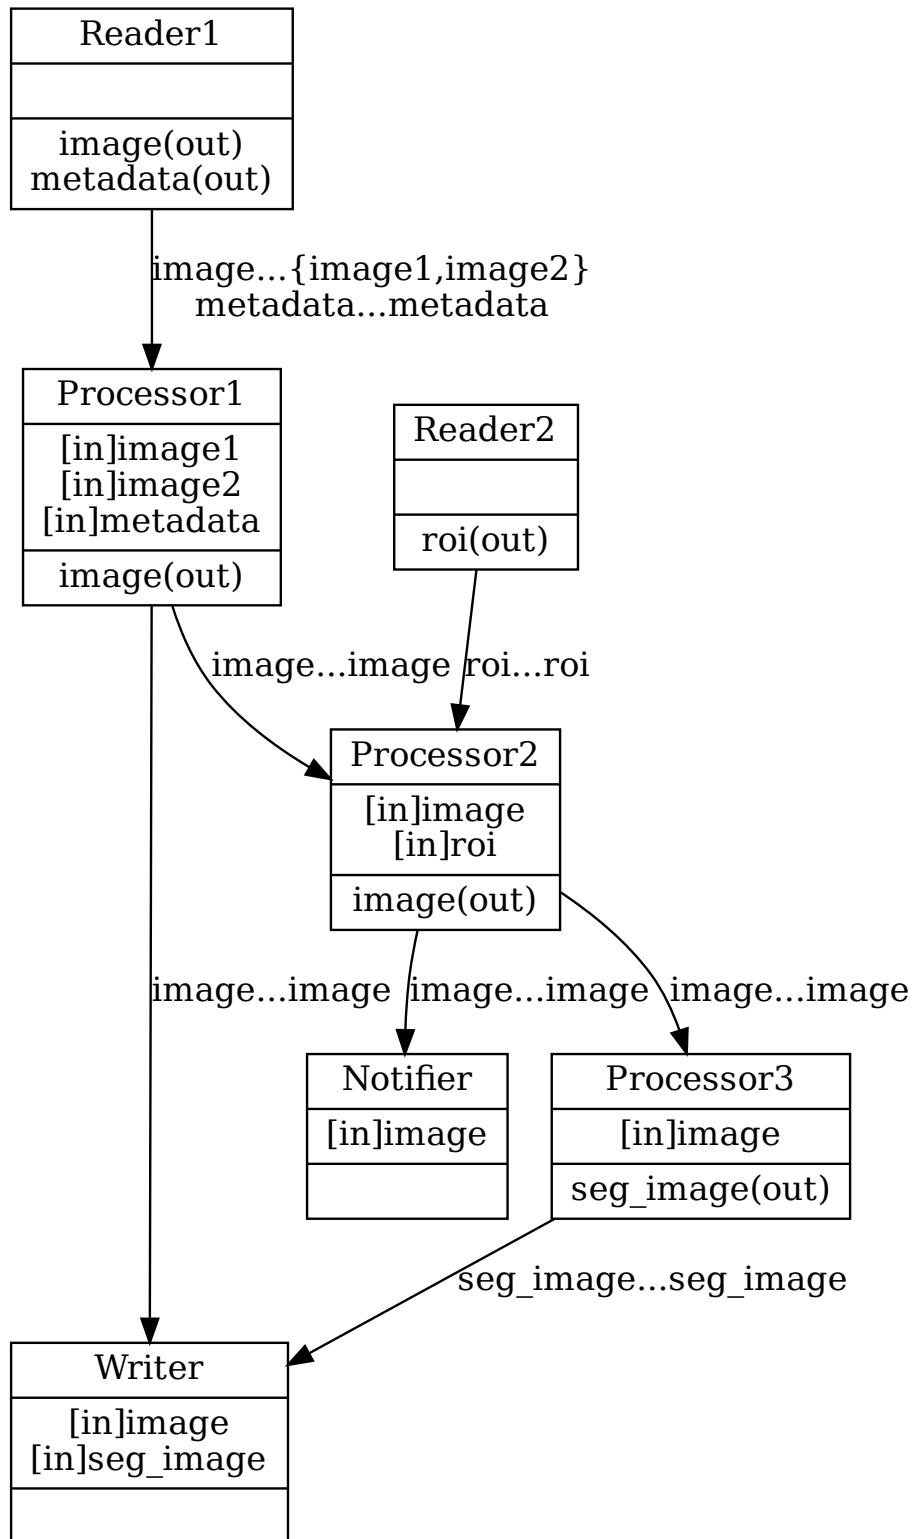 Reader1
image(out)
metadata(out)
image...{image1,image2}
metadata...metadata
Processor1
[in]image1
[in]image2
[in]metadata
image(out)
Reader2
roi(out)
image...image
roi...roi
Processor2
[in]image
[in]roi
image(out)
image...image
image...image
image...image
Notifier
[in]image
Processor3
[in]image
seg_image(out)
seg_image...seg_image
Writer
[in]image
[in]seg_image